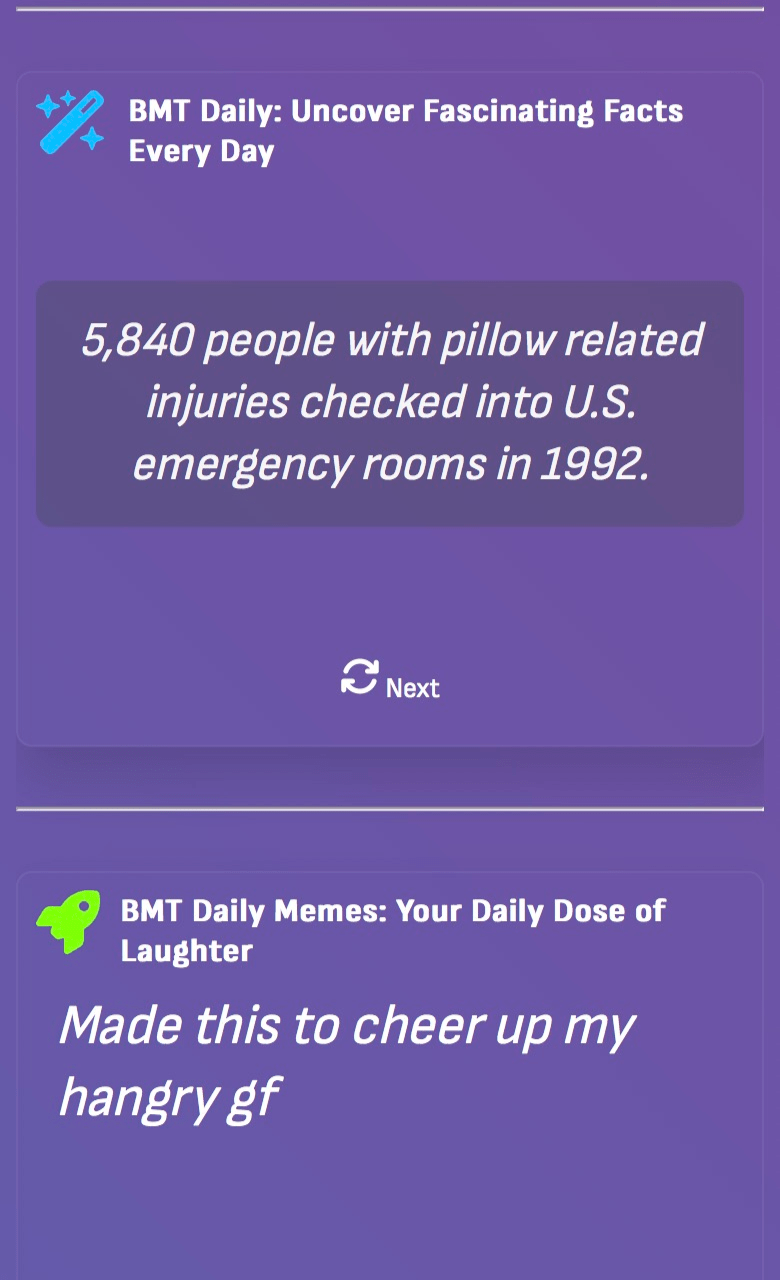 BMT Daily: Uncover Fascinating Facts
Every Day
5,840 people with pillow related
injuries checked into U.S.
emergency rooms in 1992.
Next
BMT Daily Memes: Your Daily Dose of
Laughter
Made this to cheer up my
hangry gf